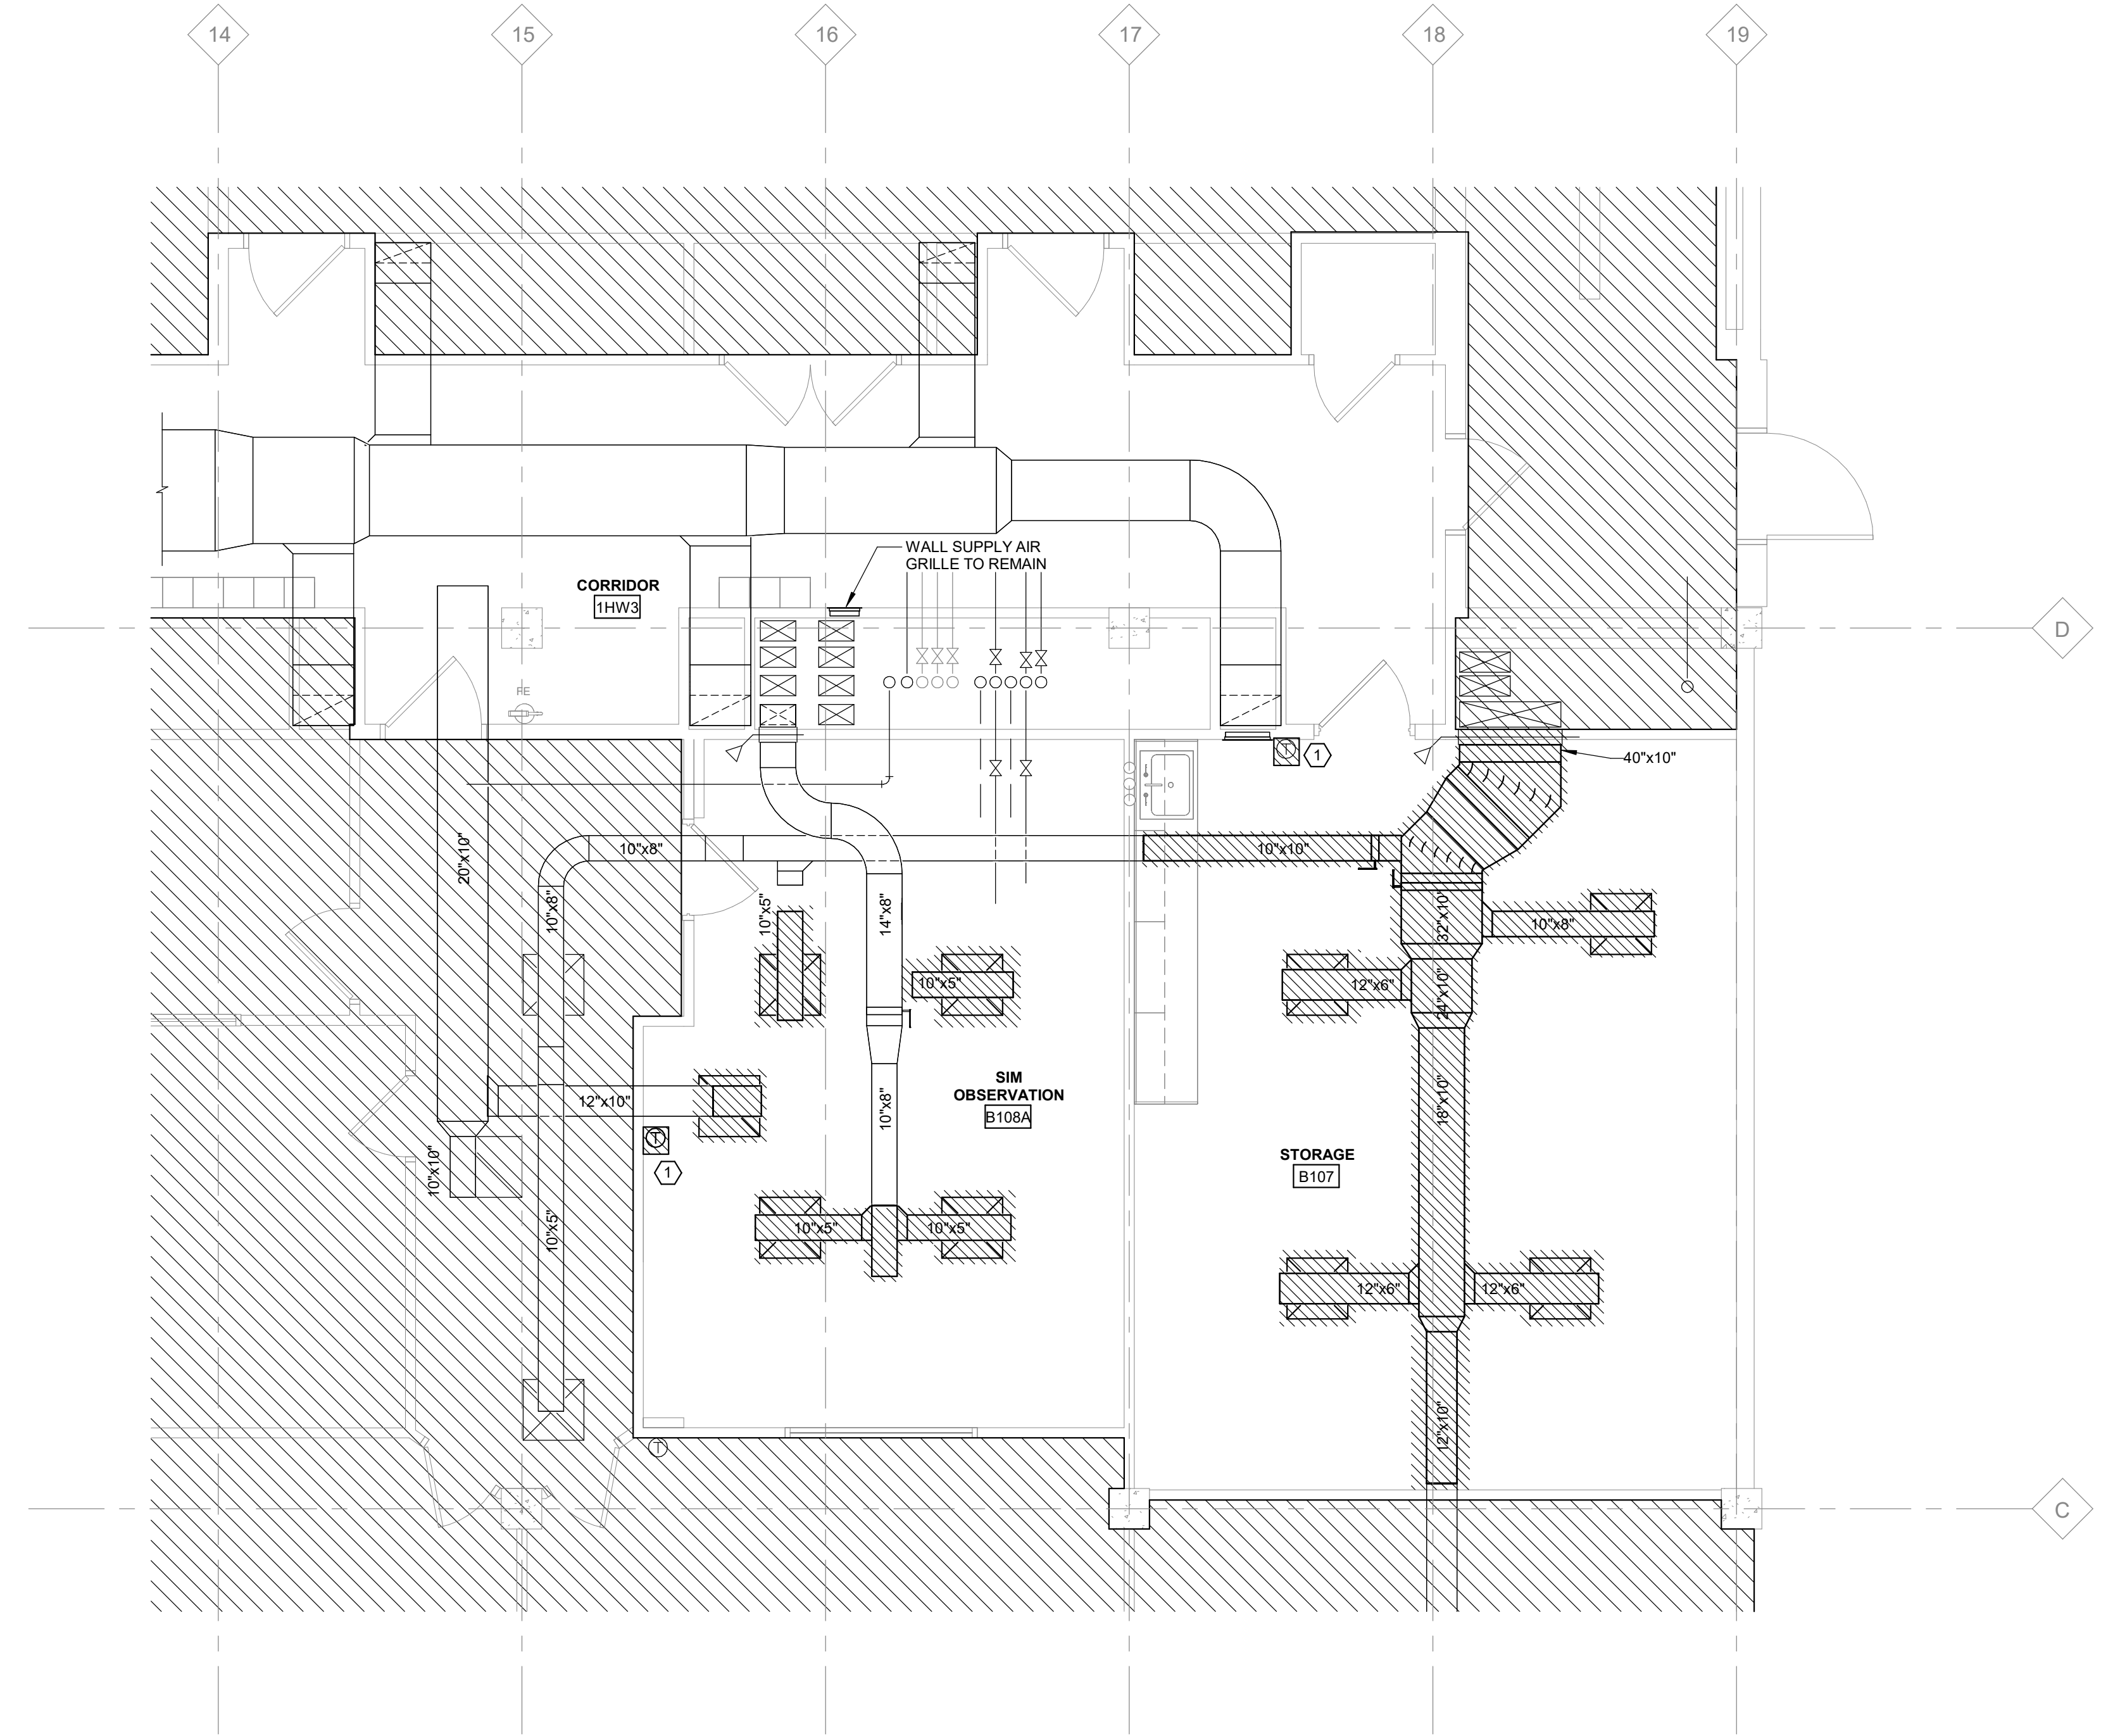 14
15
16
17
18
19
WALL SUPPLY AIR
GRILLE TO REMAIN
CORRIDOR
1HW3
D
FE
T
1
T
1
40"x10"
20"x10"
10"x8"
10"x10"
10"x8"
10"x5"
14"x8"
32"x10"
10"x8"
10"x5"
12"x6"
24"x10"
SIM
OBSERVATION
B108A
12"x10"
10"x8"
18"x10"
10"x10"
STORAGE
B107
10"x5"
10"x5"
10"x5"
12"x6"
12"x6"
12"x10"
T
C